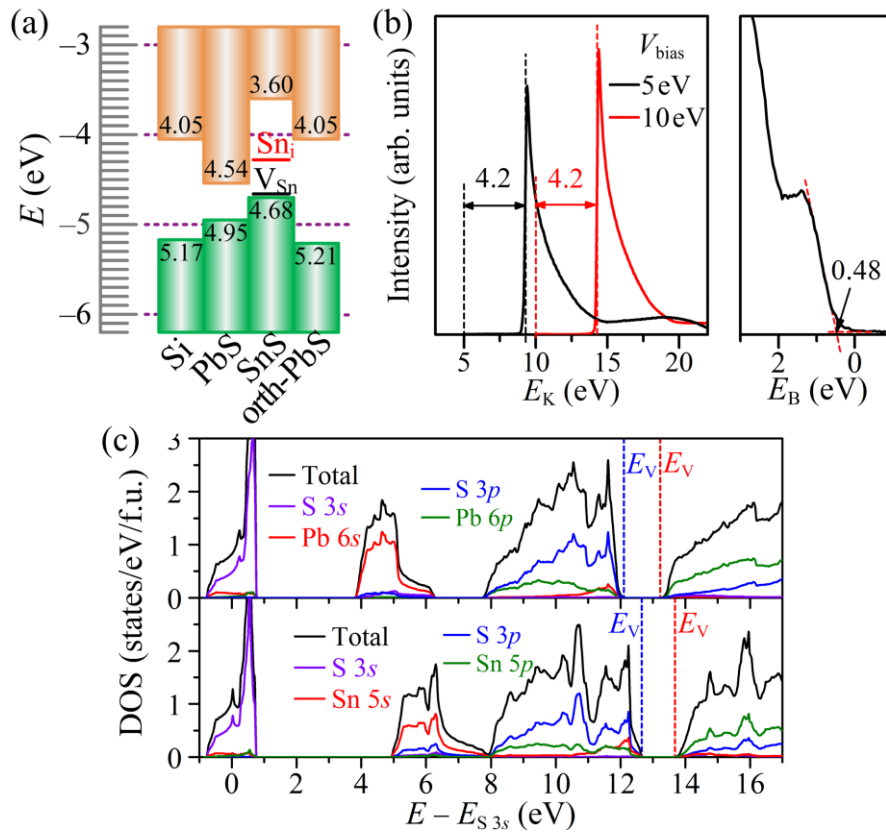 (a)
E (eV)
−3
−4
−5
−6
4.05
4.54
3.60
4.05
Sn_i
V_Sn
5.17
4.95
4.68
5.21
Si
PbS
SnS
orth-PbS
(b)
Intensity (arb. units)
V_bias
5 eV
10 eV
4.2
4.2
5 10 15 20
E_K (eV)
0.48
2 0
E_B (eV)
(c)
DOS (states/eV/f.u.)
3
2
1
0
Total
S 3s
Pb 6s
S 3p
Pb 6p
E_V
E_V
2
1
0
Total
S 3s
Sn 5s
S 3p
Sn 5p
E_V
E_V
0 2 4 6 8 10 12 14 16
E − E_S 3s (eV)